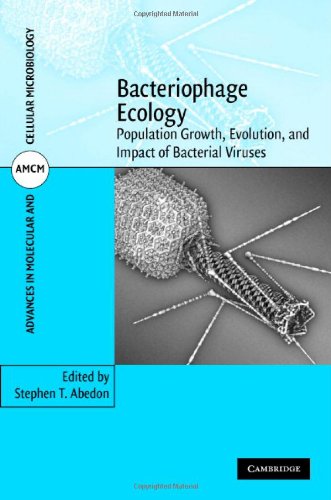 Bacteriophage
Ecology
Population Growth, Evolution, and
Impact of Bacterial Viruses
ADVANCES IN MOLECULAR AND
AMCM
CELLULAR MICROBIOLOGY
Edited by
Stephen T. Abedon
CAMBRIDGE